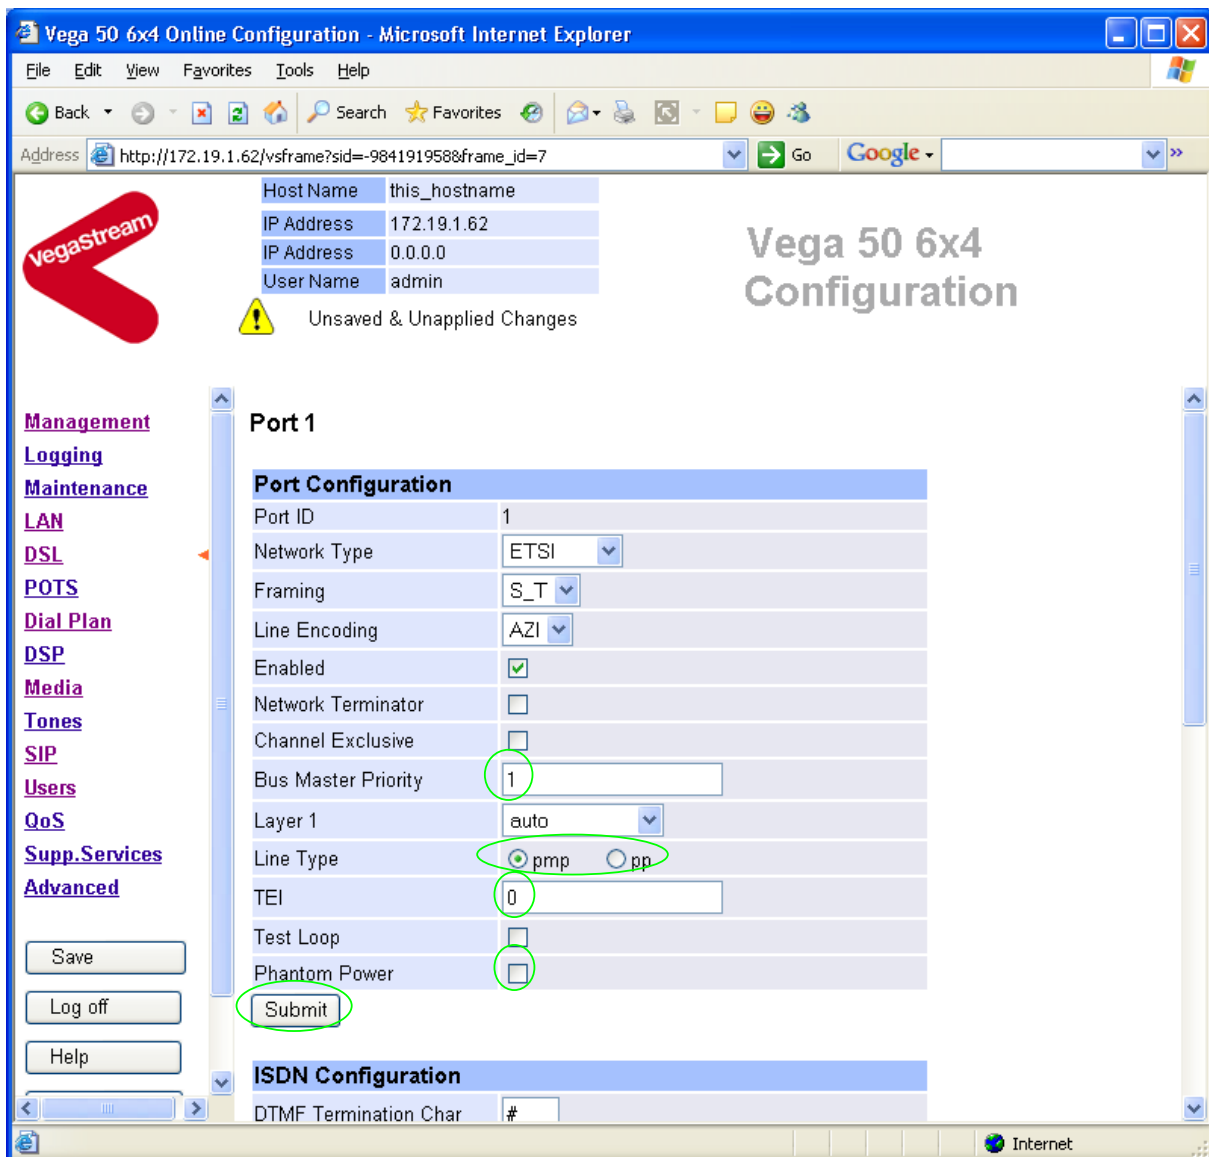 Vega 50 6x4 Online Configuration - Microsoft Internet Explorer
File Edit View Favorites Tools Help
Back Search Favorites
Address http://172.19.1.62/vsframe?sid=-984191958&frame_id=7 Go Google
vegastream
Host Name this_hostname
IP Address 172.19.1.62
IP Address 0.0.0.0
User Name admin
Unsaved & Unapplied Changes
Vega 50 6x4
Configuration
Management
Logging
Maintenance
LAN
DSL
POTS
Dial Plan
DSP
Media
Tones
SIP
Users
QoS
Supp.Services
Advanced
Save
Log off
Help
Port 1
Port Configuration
Port ID 1
Network Type ETSI
Framing S_T
Line Encoding AZI
Enabled
Network Terminator
Channel Exclusive
Bus Master Priority 1
Layer 1 auto
Line Type pmp pp
TEI 0
Test Loop
Phantom Power
Submit
ISDN Configuration
DTMF Termination Char #
Internet